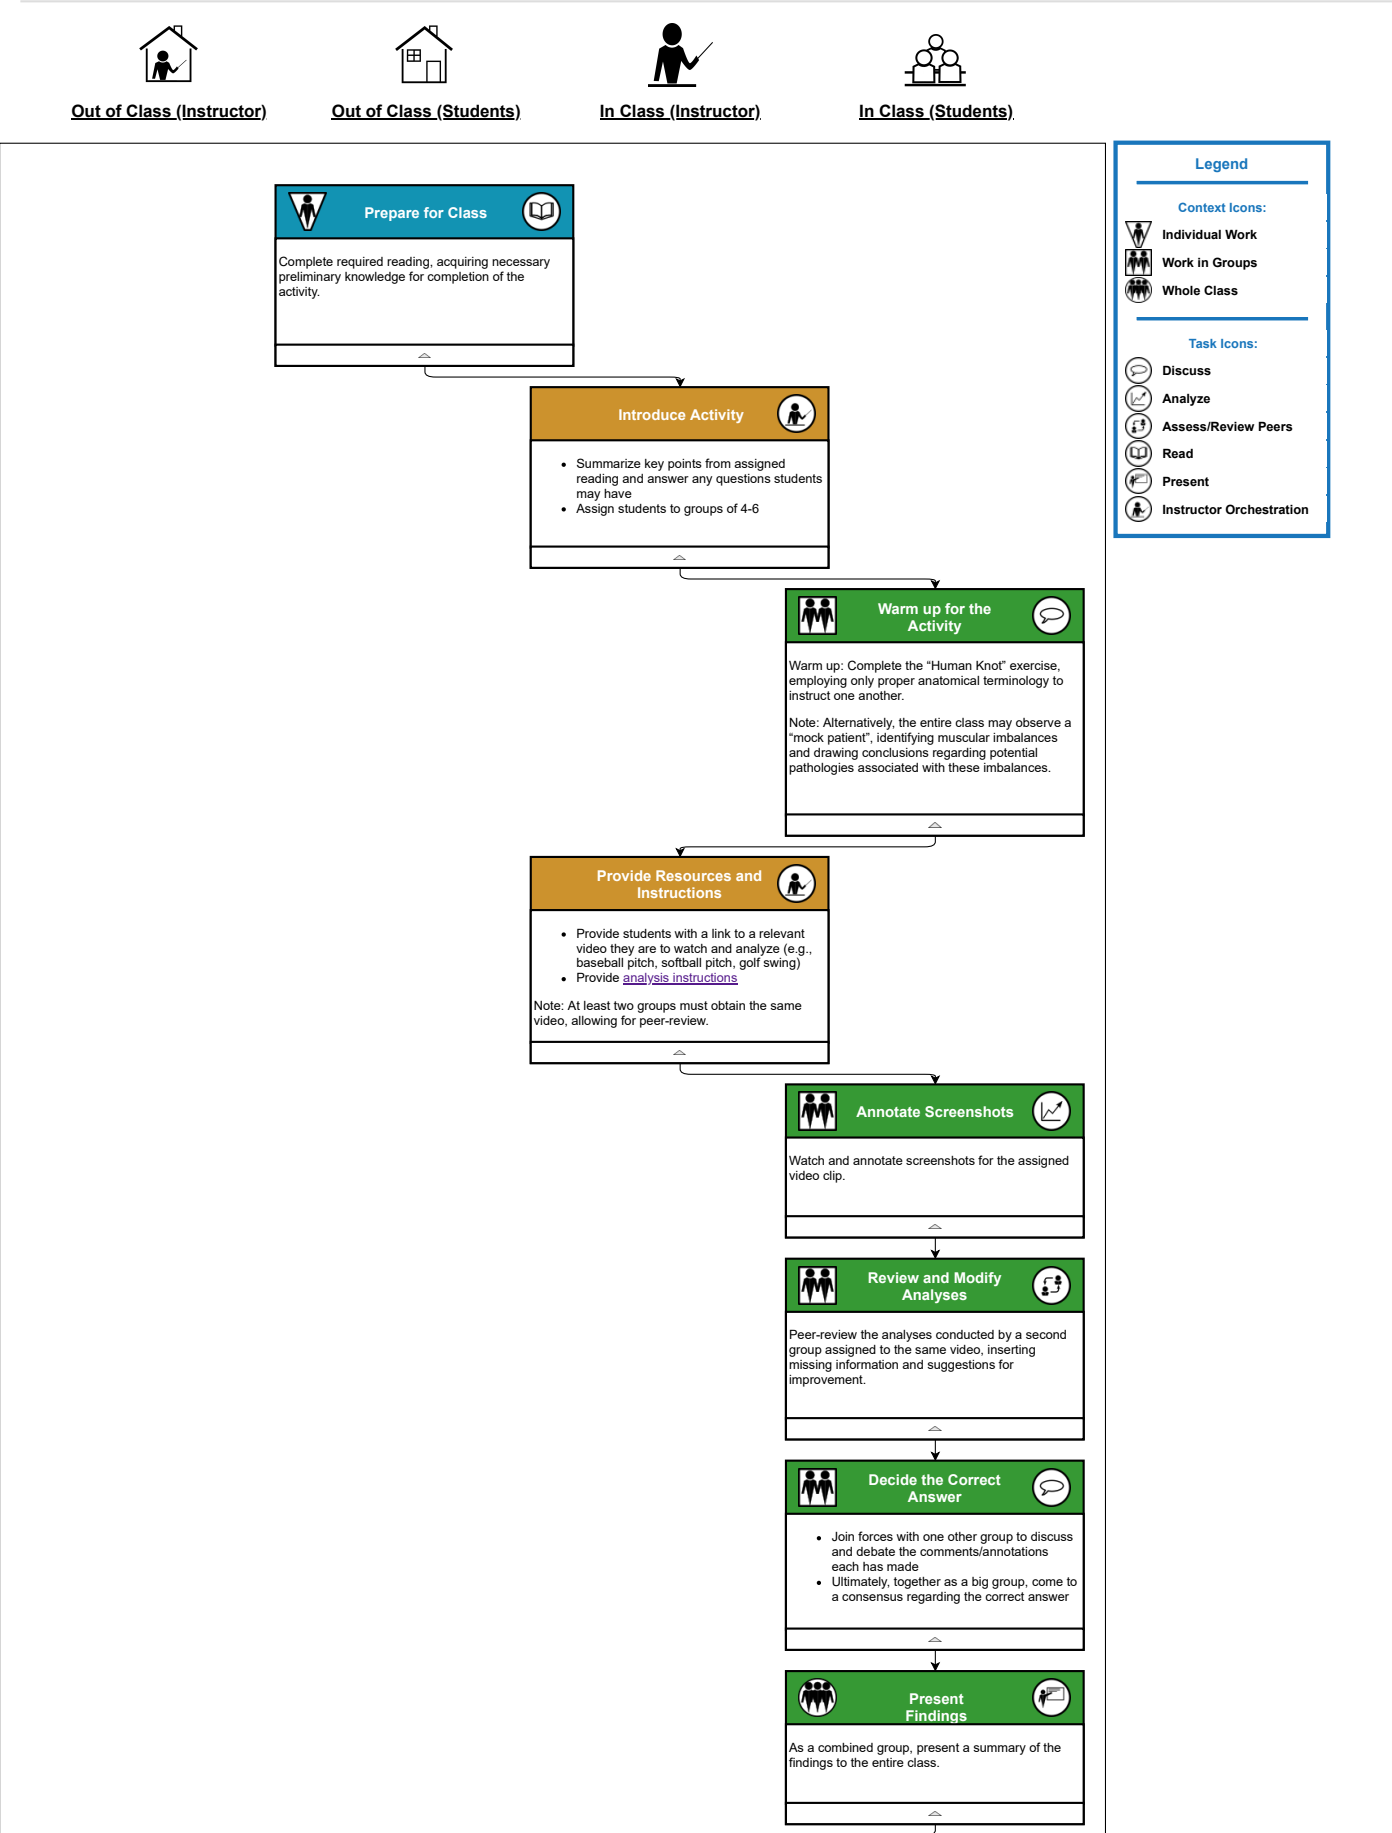 Out of Class (Instructor)
Out of Class (Students)
In Class (Instructor)
In Class (Students)
Legend
Context Icons:
Individual Work
Work in Groups
Whole Class
Task Icons:
Discuss
Analyze
Assess/Review Peers
Read
Present
Instructor Orchestration
Prepare for Class
Complete required reading, acquiring necessary
preliminary knowledge for completion of the
activity.
Introduce Activity
• Summarize key points from assigned
reading and answer any questions students
may have
• Assign students to groups of 4-6
Warm up for the
Activity
Warm up: Complete the “Human Knot” exercise,
employing only proper anatomical terminology to
instruct one another.
Note: Alternatively, the entire class may observe a
“mock patient”, identifying muscular imbalances
and drawing conclusions regarding potential
pathologies associated with these imbalances.
Provide Resources and
Instructions
• Provide students with a link to a relevant
video they are to watch and analyze (e.g.,
baseball pitch, softball pitch, golf swing)
• Provide analysis instructions
Note: At least two groups must obtain the same
video, allowing for peer-review.
Annotate Screenshots
Watch and annotate screenshots for the assigned
video clip.
Review and Modify
Analyses
Peer-review the analyses conducted by a second
group assigned to the same video, inserting
missing information and suggestions for
improvement.
Decide the Correct
Answer
• Join forces with one other group to discuss
and debate the comments/annotations
each has made
• Ultimately, together as a big group, come to
a consensus regarding the correct answer
Present
Findings
As a combined group, present a summary of the
findings to the entire class.